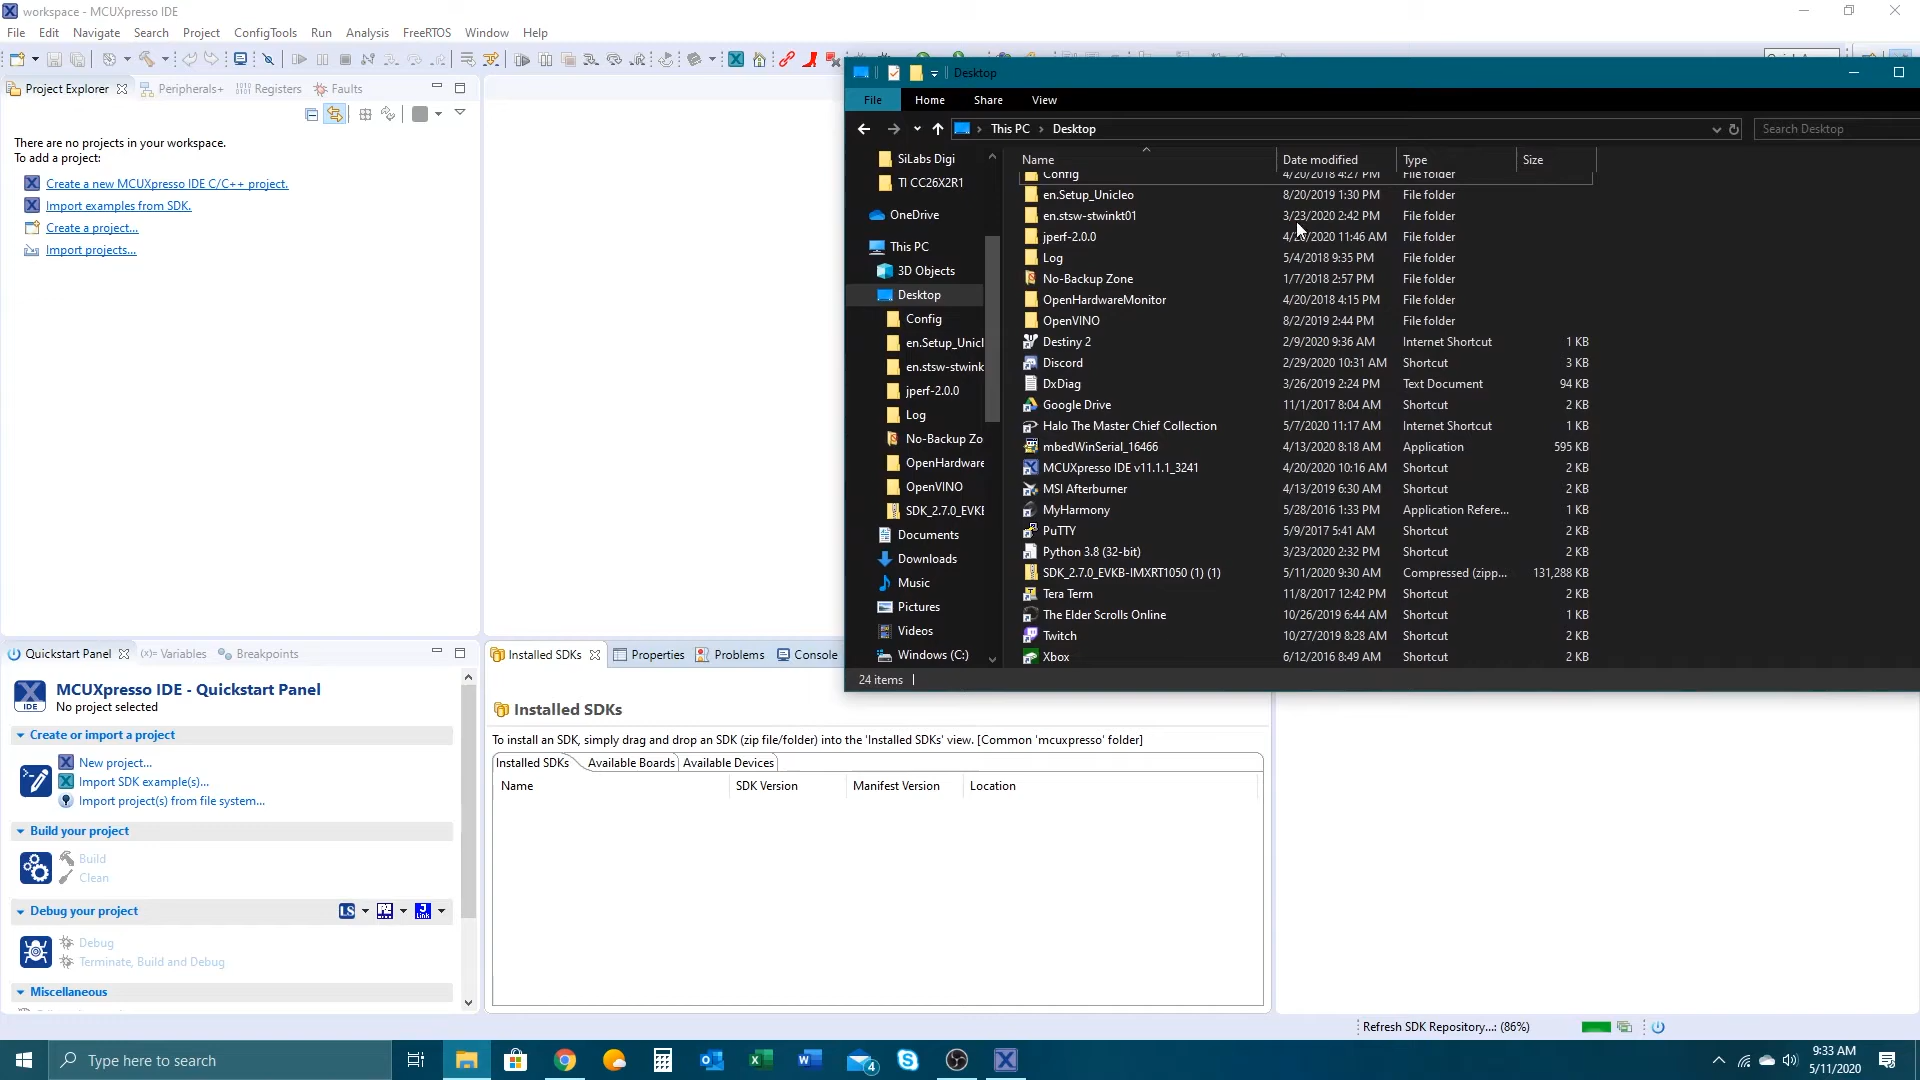 workspace - MCUXpresso IDE
File Edit Navigate Search Project ConfigTools Run Analysis FreeRTOS Window Help
Project Explorer Peripherals+ Registers Faults
There are no projects in your workspace.
To add a project:
Create a new MCUXpresso IDE C/C++ project.
Import examples from SDK.
Create a project...
Import projects...
Desktop
File Home Share View
This PC Desktop
Search Desktop
SiLabs Digi
TI CC26X2R1
OneDrive
This PC
3D Objects
Desktop
Config
en.Setup_Unicl
en.stsw-stwink
jperf-2.0.0
Log
No-Backup Zo
OpenHardware
OpenVINO
SDK_2.7.0_EVKB
Documents
Downloads
Music
Pictures
Videos
Windows (C:)
Name Date modified Type Size
Config 4/20/2018 4:27 PM File folder
en.Setup_Unicleo 8/20/2019 1:30 PM File folder
en.stsw-stwinkt01 3/23/2020 2:42 PM File folder
jperf-2.0.0 11:46 AM File folder
Log 5/4/2018 9:35 PM File folder
No-Backup Zone 1/7/2018 2:57 PM File folder
OpenHardwareMonitor 4/20/2018 4:15 PM File folder
OpenVINO 8/2/2019 2:44 PM File folder
Destiny 2 2/9/2020 9:36 AM Internet Shortcut 1 KB
Discord 2/29/2020 10:31 AM Shortcut 3 KB
DxDiag 3/26/2019 2:24 PM Text Document 94 KB
Google Drive 11/1/2017 8:04 AM Shortcut 2 KB
Halo The Master Chief Collection 5/7/2020 11:17 AM Internet Shortcut 1 KB
mbedWinSerial_16466 4/13/2020 8:18 AM Application 595 KB
MCUXpresso IDE v11.1.1_3241 4/20/2020 10:16 AM Shortcut 2 KB
MSI Afterburner 4/13/2019 6:30 AM Shortcut 2 KB
MyHarmony 5/28/2016 1:33 PM Application Refere... 1 KB
PuTTY 5/9/2017 5:41 AM Shortcut 2 KB
Python 3.8 (32-bit) 3/23/2020 2:32 PM Shortcut 2 KB
SDK_2.7.0_EVKB-IMXRT1050 (1) (1) 5/11/2020 9:30 AM Compressed (zipp... 131,288 KB
Tera Term 11/8/2017 12:42 PM Shortcut 2 KB
The Elder Scrolls Online 10/26/2019 6:44 AM Shortcut 1 KB
Twitch 10/27/2019 8:28 AM Shortcut 2 KB
Xbox 6/12/2016 8:49 AM Shortcut 2 KB
24 items
Quickstart Panel (x)= Variables Breakpoints
IDE
MCUXpresso IDE - Quickstart Panel
No project selected
Create or import a project
New project...
Import SDK example(s)...
Import project(s) from file system...
Build your project
Build
Clean
Debug your project
LS
Link
Debug
Terminate, Build and Debug
Miscellaneous
Installed SDKs Properties Problems Console
Installed SDKs
To install an SDK, simply drag and drop an SDK (zip file/folder) into the 'Installed SDKs' view. [Common 'mcuxpresso' folder]
Installed SDKs Available Boards Available Devices
Name SDK Version Manifest Version Location
Refresh SDK Repository...: (86%)
Type here to search
4
9:33 AM
5/11/2020